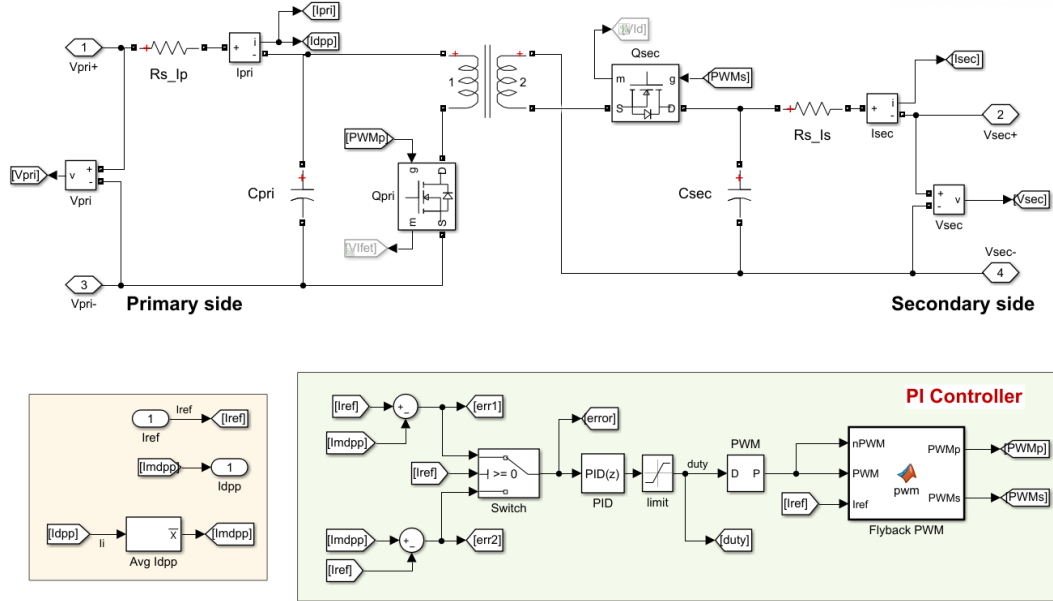 [Ipri]
[Idpp]
1
Vpri+
Rs_Ip
+
i
-
Ipri
+
+
1
2
[Vld]
Qsec
m
g
S
D
[PWMs]
+
Rs_Is
+
i
-
Isec
[Isec]
2
Vsec+
[Vpri]
v
+
-
Vpri
+
Cpri
[PWMp]
g
D
Qpri
m
S
[Vlfet]
+
Csec
+
-
v
Vsec
[Vsec]
3
Vpri-
Primary side
Vsec-
4
Secondary side
1
Iref
Iref
[Iref]
[Imdpp]
1
Idpp
[Idpp]
Ii
x
Avg Idpp
[Imdpp]
PI Controller
[Iref]
+
-
[err1]
[Imdpp]
[error]
[Iref]
>= 0
Switch
PID(z)
PID
limit
duty
[duty]
PWM
D P
nPWM
PWM
Iref
pwm
PWMp
PWMs
Flyback PWM
[Iref]
[PWMp]
[PWMs]
[Imdpp]
+
-
[err2]
[Iref]